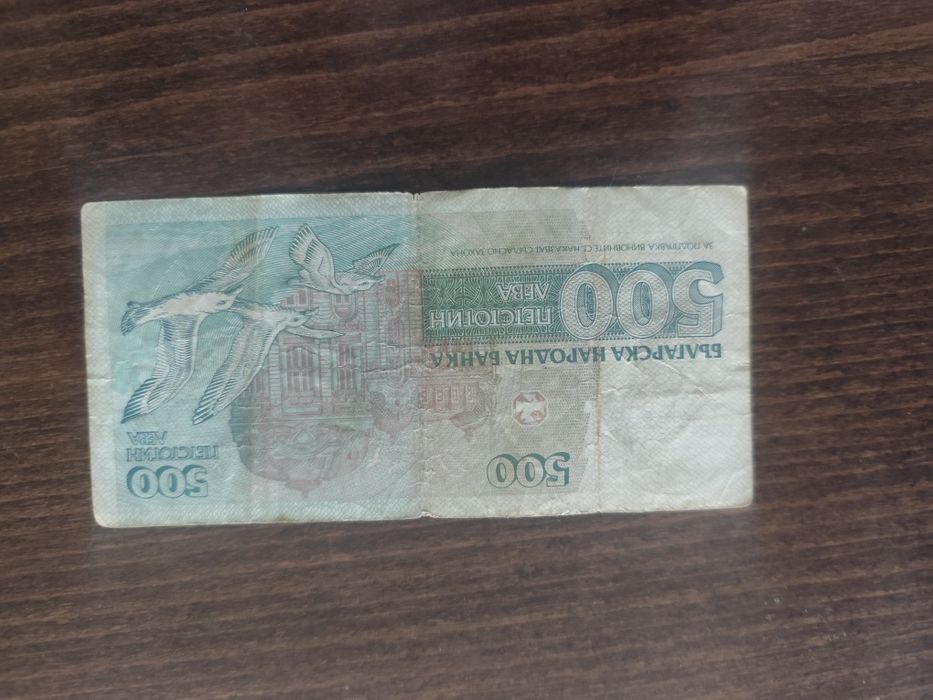 500
500
ПЕТСТОТИН
ЛЕВА
БЪЛГАРСКА НАРОДНА БАНКА
500 ПЕТСТОТИН
ЛЕВА
ЗА ПОДПРАВКА ВИНОВНИТЕ СЕ НАКАЗВАТ СЪГЛАСНО ЗАКОНА